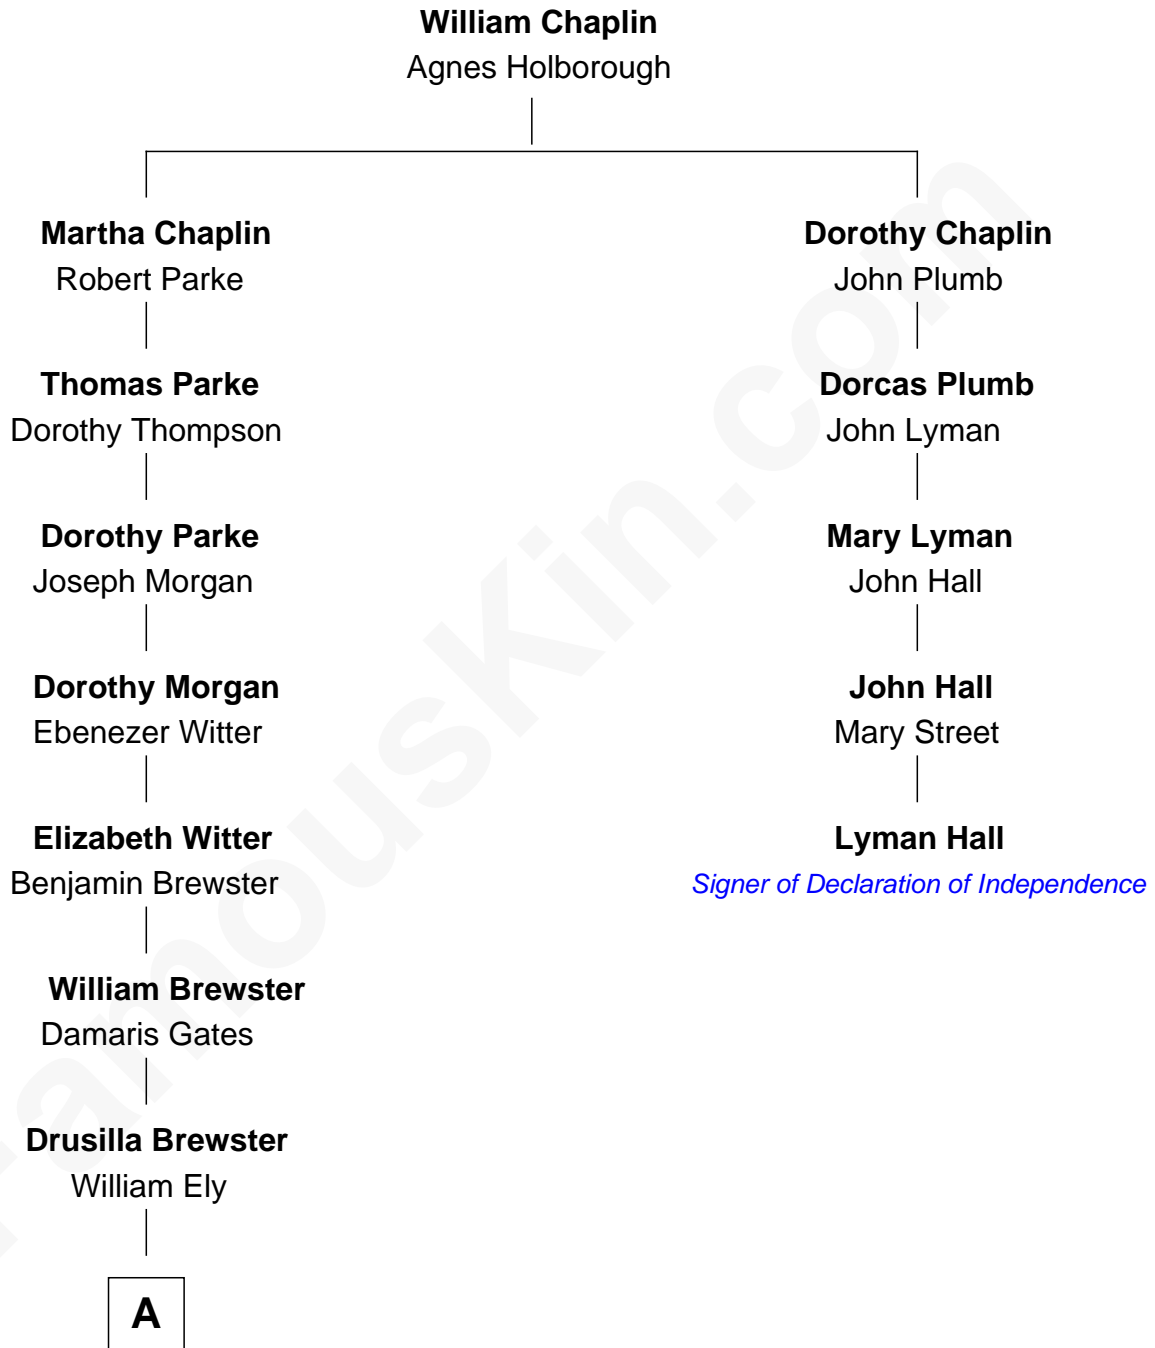 William Chaplin
Agnes Holborough
Martha Chaplin
Robert Parke
Dorothy Chaplin
John Plumb
Thomas Parke
Dorothy Thompson
Dorcas Plumb
John Lyman
Dorothy Parke
Joseph Morgan
Mary Lyman
John Hall
Dorothy Morgan
Ebenezer Witter
John Hall
Mary Street
Elizabeth Witter
Benjamin Brewster
Lyman Hall
Signer of Declaration of Independence
William Brewster
Damaris Gates
Drusilla Brewster
William Ely
A
FamousKin.com